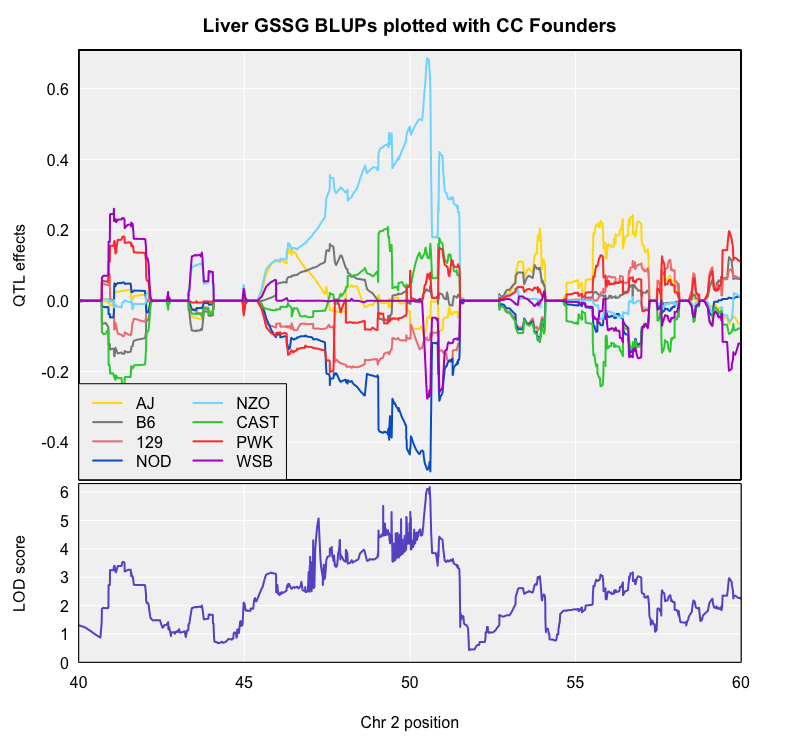 Liver GSSG BLUPs plotted with CC Founders
QTL effects
0.6
0.4
0.2
0.0
-0.2
-0.4
AJ NZO
B6 CAST
129 PWK
NOD WSB
LOD score
6
5
4
3
2
1
0
40 45 50 55 60
Chr 2 position